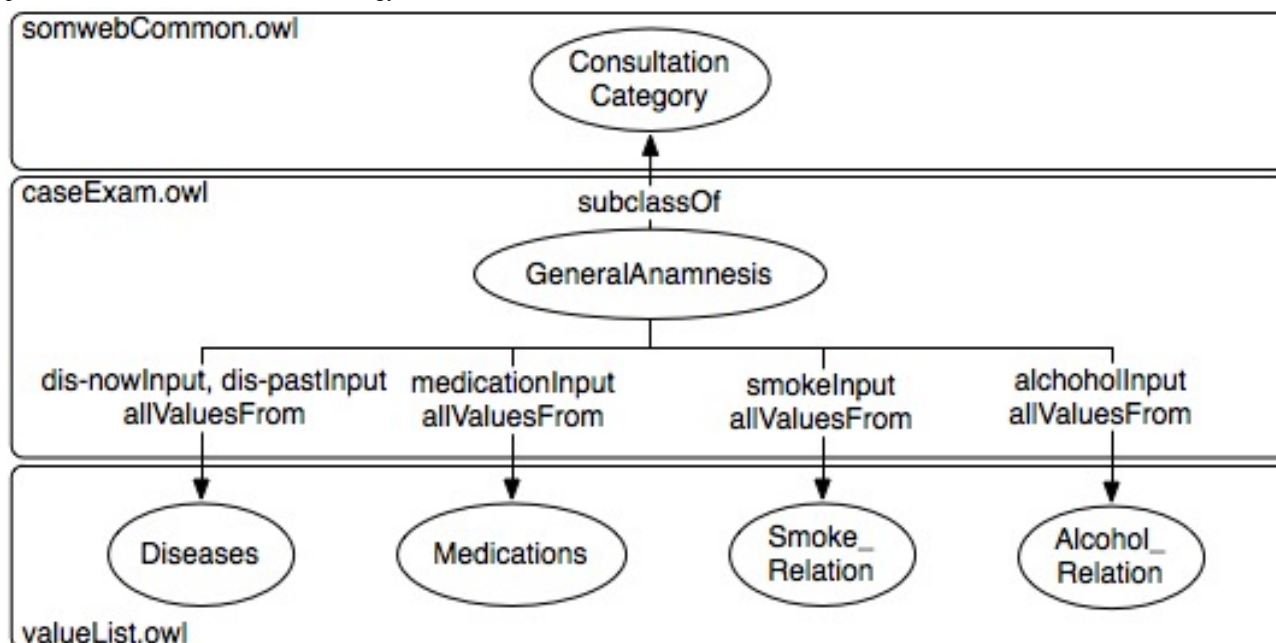 somwebCommon.owl
Consultation
Category
caseExam.owl
subclassOf
GeneralAnamnesis
dis-nowInput, dis-pastInput
allValuesFrom
medicationInput
allValuesFrom
smokeInput
allValuesFrom
alchoholInput
allValuesFrom
Diseases
Medications
Smoke_
Relation
Alcohol_
Relation
valueList.owl